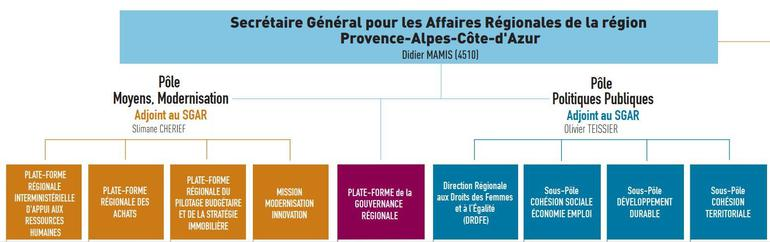 Secrétaire Général pour les Affaires Régionales de la région
Provence-Alpes-Côte-d'Azur
Didier MAMIS (4510)
Pôle
Moyens, Modernisation
Adjoint au SGAR
Slimane CHERIEF
Pôle
Politiques Publiques
Adjoint au SGAR
Olivier TEISSIER
PLATE-FORME
RÉGIONALE
INTERMINISTÉRIELLE
D'APPUI AUX
RESSOURCES
HUMAINES
PLATE-FORME
RÉGIONALE DES
ACHATS
PLATE-FORME
RÉGIONALE DU
PILOTAGE BUDGÉTAIRE
ET DE LA STRATÉGIE
IMMOBILIÈRE
MISSION
MODERNISATION
INNOVATION
PLATE-FORME de la
GOUVERNANCE
RÉGIONALE
Direction Régionale
aux Droits des Femmes
et à l'Égalité
(DRDFE)
Sous-Pôle
COHÉSION SOCIALE
ÉCONOMIE EMPLOI
Sous-Pôle
DÉVELOPPEMENT
DURABLE
Sous-Pôle
COHÉSION
TERRITORIALE